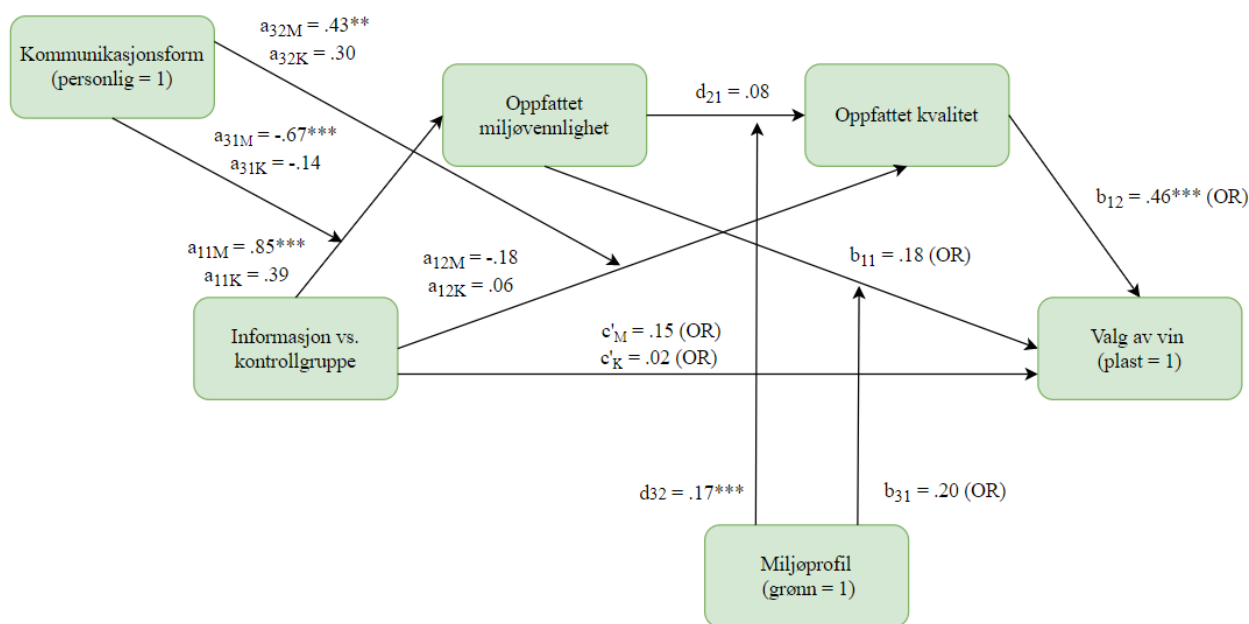 Kommunikasjonsform
(personlig = 1)
a32M = .43**
a32K = .30
Oppfattet
miljøvennlighet
d21 = .08
Oppfattet kvalitet
a31M = -.67***
a31K = -.14
b12 = .46*** (OR)
a11M = .85***
a11K = .39
a12M = -.18
a12K = .06
b11 = .18 (OR)
Informasjon vs.
kontrollgruppe
c'M = .15 (OR)
c'K = .02 (OR)
Valg av vin
(plast = 1)
d32 = .17***
b31 = .20 (OR)
Miljøprofil
(grønn = 1)